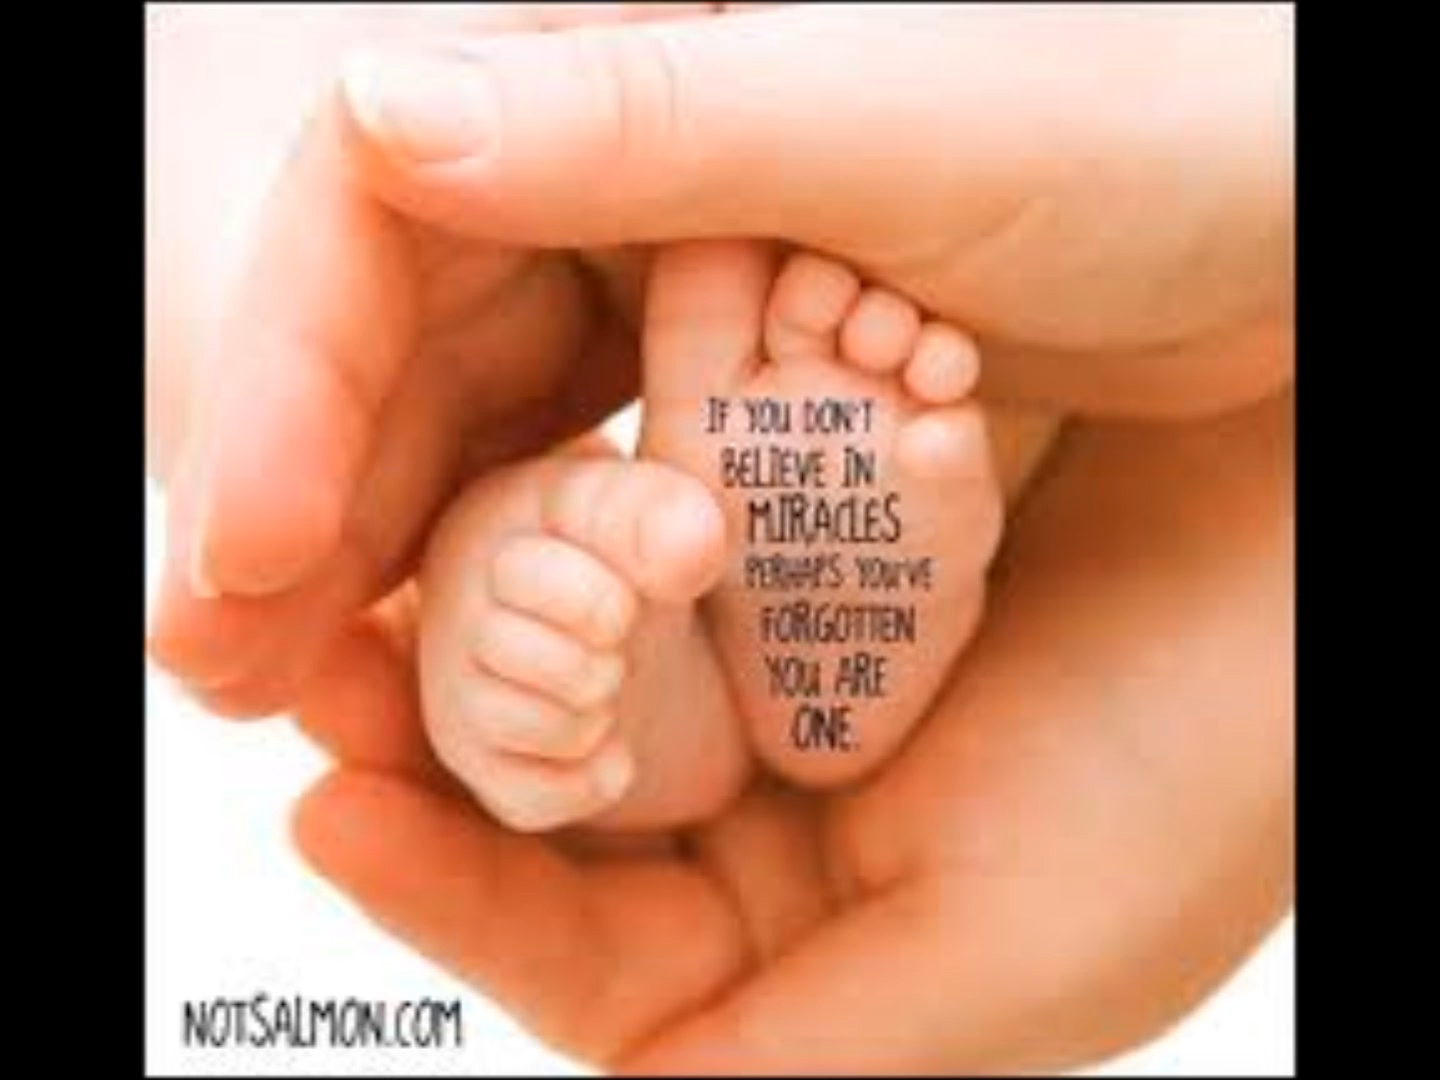 IF YOU DON'T
BELIEVE IN
MIRACLES
PERHAPS YOU'VE
FORGOTTEN
YOU ARE
ONE.
NOTSALMON.COM